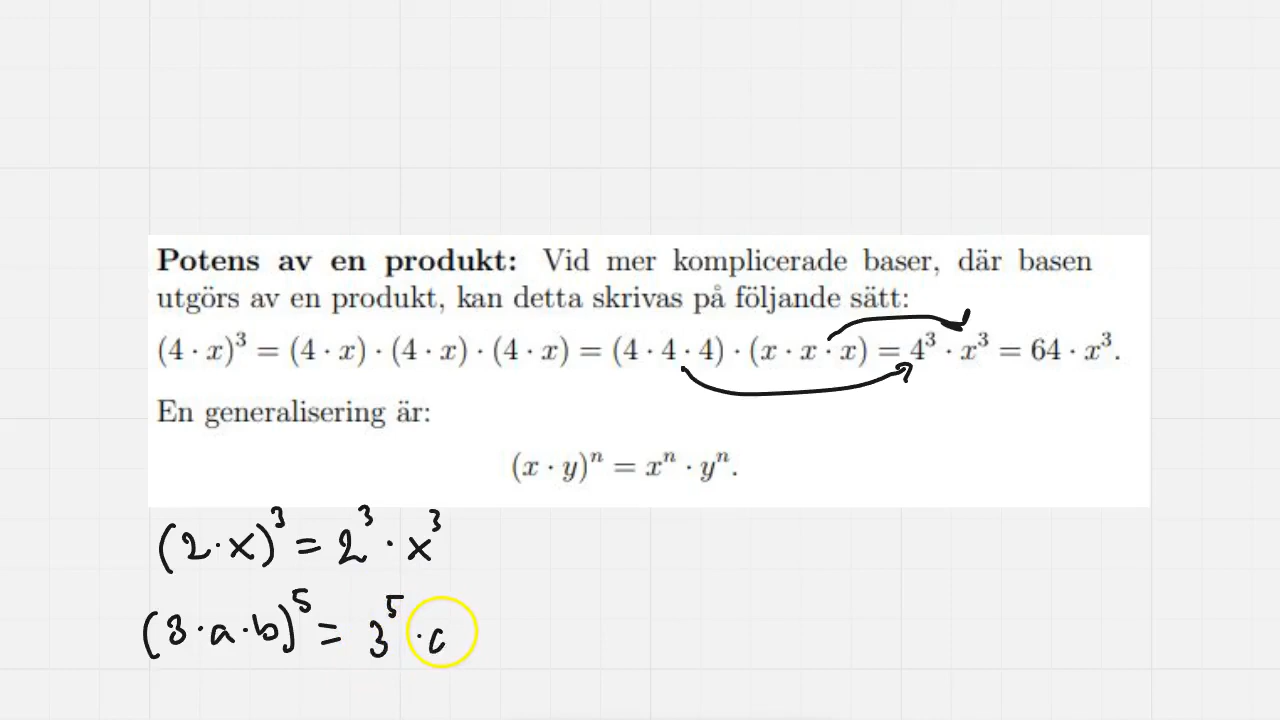 Potens av en produkt: Vid mer komplicerade baser, där basen
utgörs av en produkt, kan detta skrivas på följande sätt:
(4 · x)³ = (4 · x) · (4 · x) · (4 · x) = (4 · 4 · 4) · (x · x · x) = 4³ · x³ = 64 · x³.
En generalisering är:
(x · y)ⁿ = xⁿ · yⁿ.
(2·x)³ = 2³ · x³
(3·a·b)⁵ = 3⁵ · c